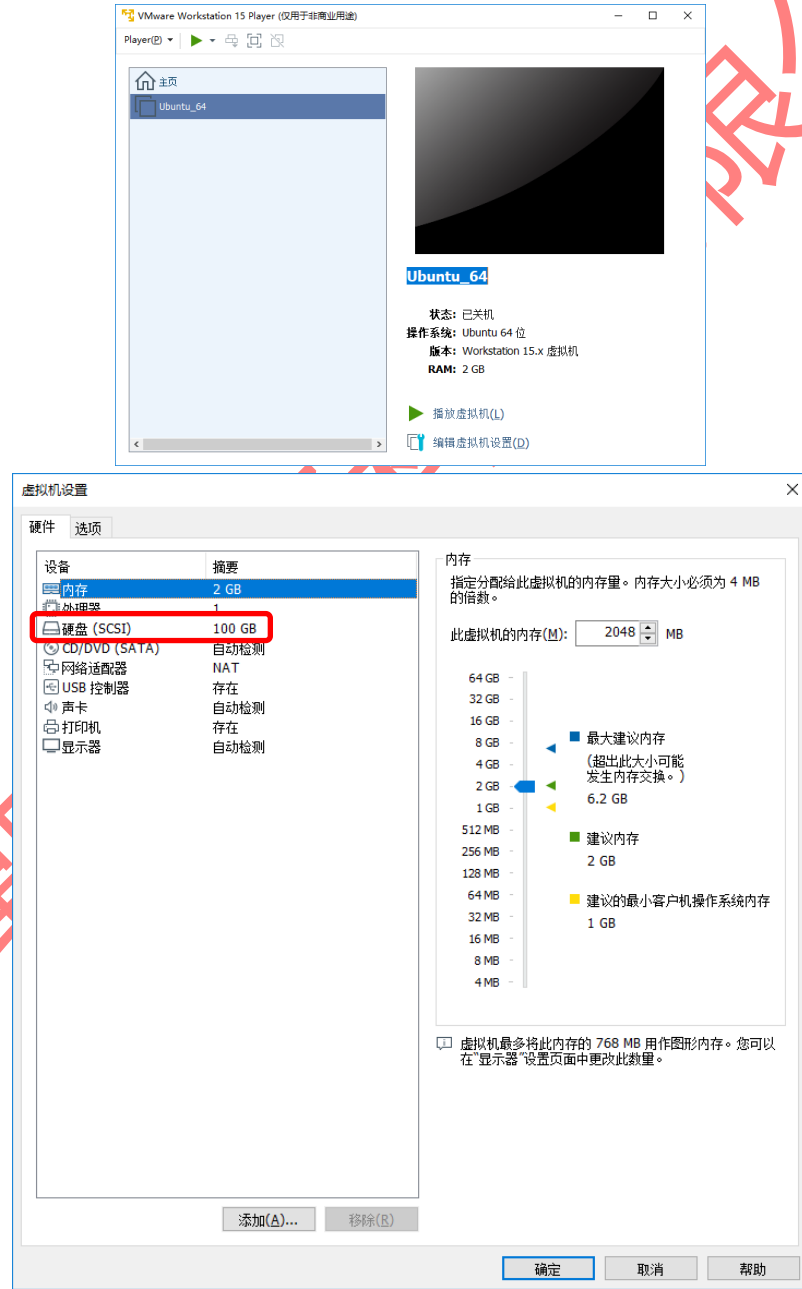 VMware Workstation 15 Player (仅用于非商业用途)
Player(P)
主页
Ubuntu_64
Ubuntu_64
状态: 已关机
操作系统: Ubuntu 64 位
版本: Workstation 15.x 虚拟机
RAM: 2 GB
播放虚拟机(L)
编辑虚拟机设置(D)
虚拟机设置
硬件 选项
设备 摘要
内存 2 GB
处理器 1
硬盘 (SCSI) 100 GB
CD/DVD (SATA) 自动检测
网络适配器 NAT
USB 控制器 存在
声卡 自动检测
打印机 存在
显示器 自动检测
添加(A)... 移除(R)
内存
指定分配给此虚拟机的内存量。内存大小必须为 4 MB
的倍数。
此虚拟机的内存(M): 2048 MB
64 GB
32 GB
16 GB
8 GB
4 GB
2 GB
1 GB
512 MB
256 MB
128 MB
64 MB
32 MB
16 MB
8 MB
4 MB
最大建议内存
(超出此大小可能
发生内存交换。)
6.2 GB
建议内存
2 GB
建议的最小客户机操作系统内存
1 GB
虚拟机最多将此内存的 768 MB 用作图形内存。您可以
在"显示器"设置页面中更改此数量。
确定 取消 帮助
限